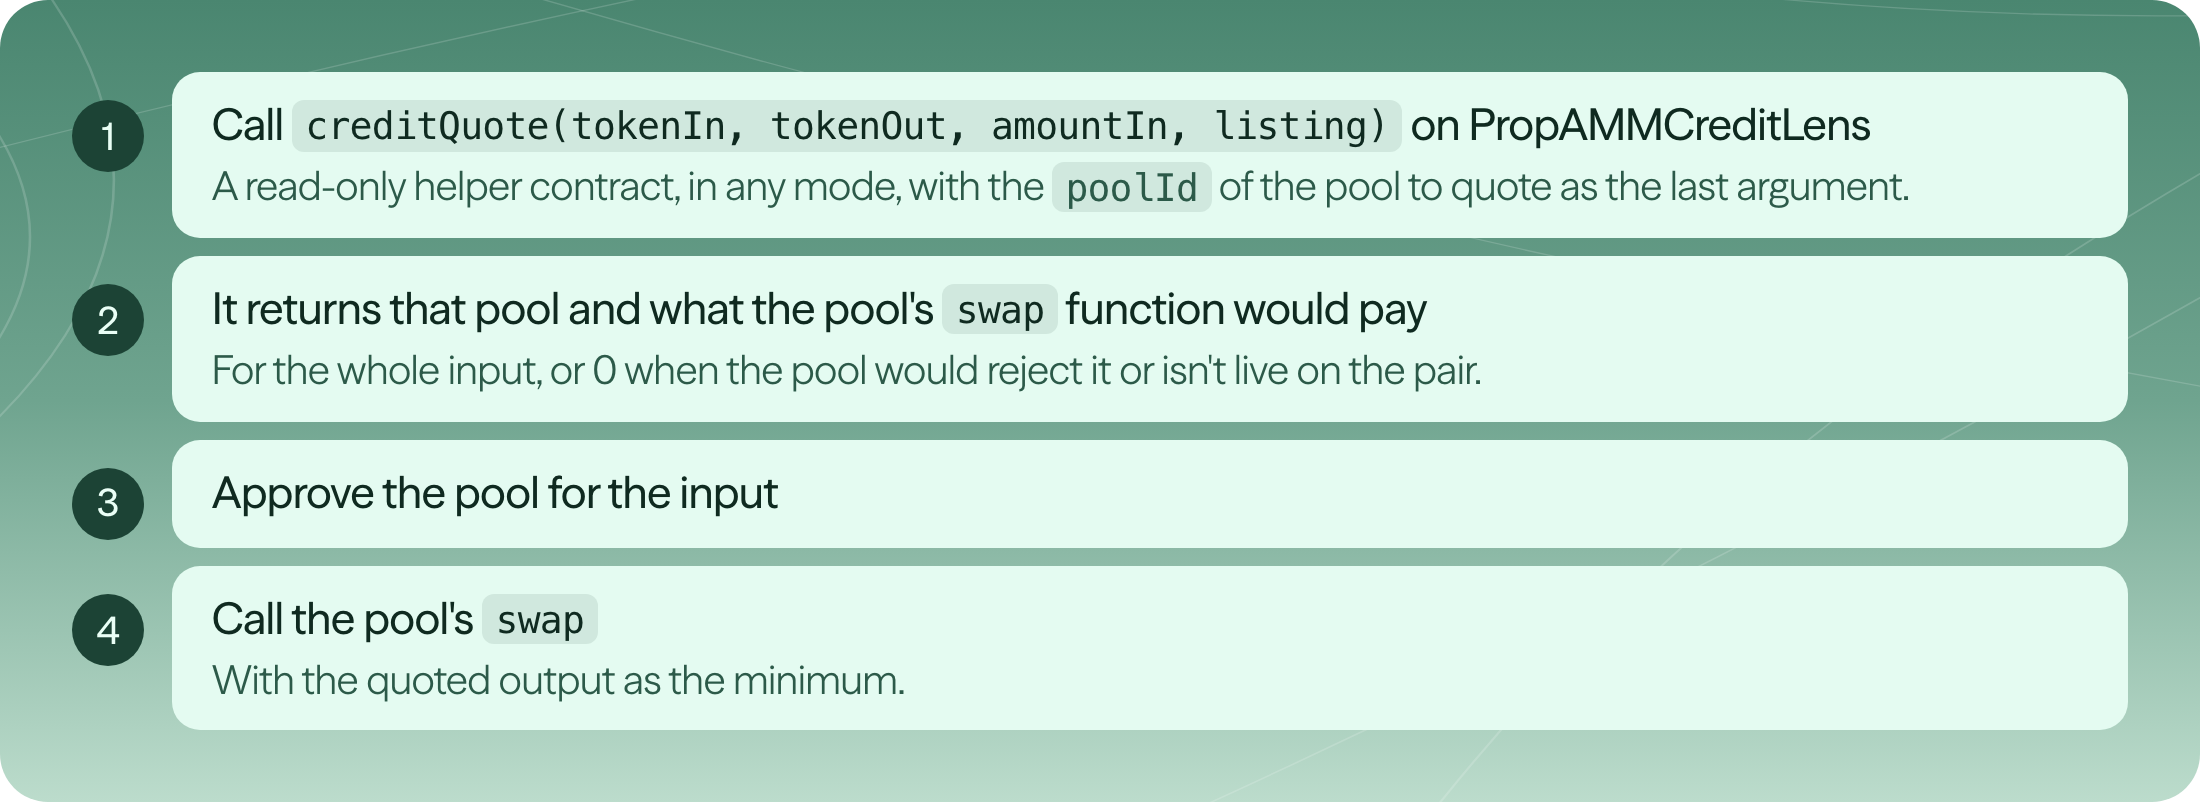 1
Call creditQuote(tokenIn, tokenOut, amountIn, listing) on PropAMMCreditLens
A read-only helper contract, in any mode, with the poolId of the pool to quote as the last argument.
2
It returns that pool and what the pool's swap function would pay
For the whole input, or 0 when the pool would reject it or isn't live on the pair.
3
Approve the pool for the input
4
Call the pool's swap
With the quoted output as the minimum.